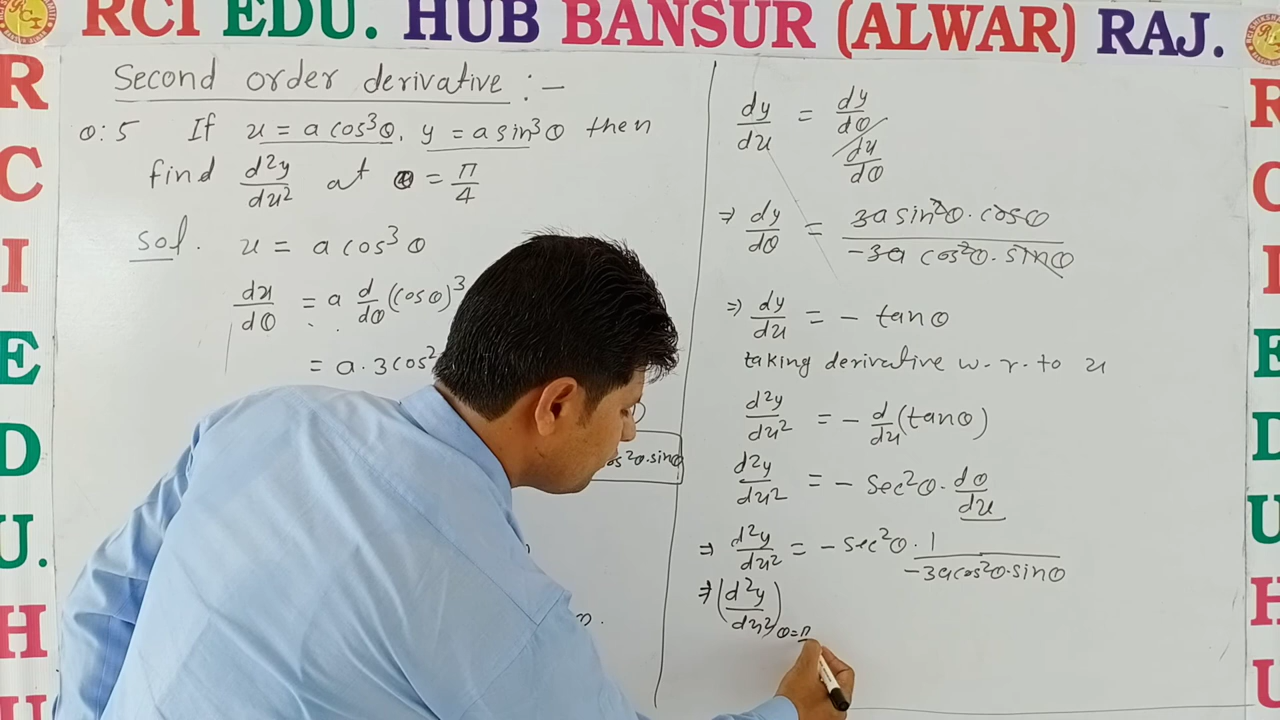 RCI EDU. HUB BANSUR (ALWAR) RAJ.
R
C
I
E
D
U.
H
U
Second order derivative :-
Q:5 If x = a cos³θ, y = a sin³θ then
find d²y/dx² at θ = π/4
Sol. x = a cos³θ
dx/dθ = a d/dθ (cosθ)³
= a·3cos²
cos²θ·sinθ
dy/dx = dy/dθ / dx/dθ
⇒ dy/dθ = 3a sin²θ·cosθ / -3a cos²θ·sinθ
⇒ dy/dx = - tanθ
taking derivative w.r. to x
d²y/dx² = - d/dx (tanθ)
d²y/dx² = - sec²θ · dθ/dx
⇒ d²y/dx² = - sec²θ · 1 / -3a cos²θ·sinθ
⇒ (d²y/dx²) θ=π
R
C
I
E
D
U
H
U